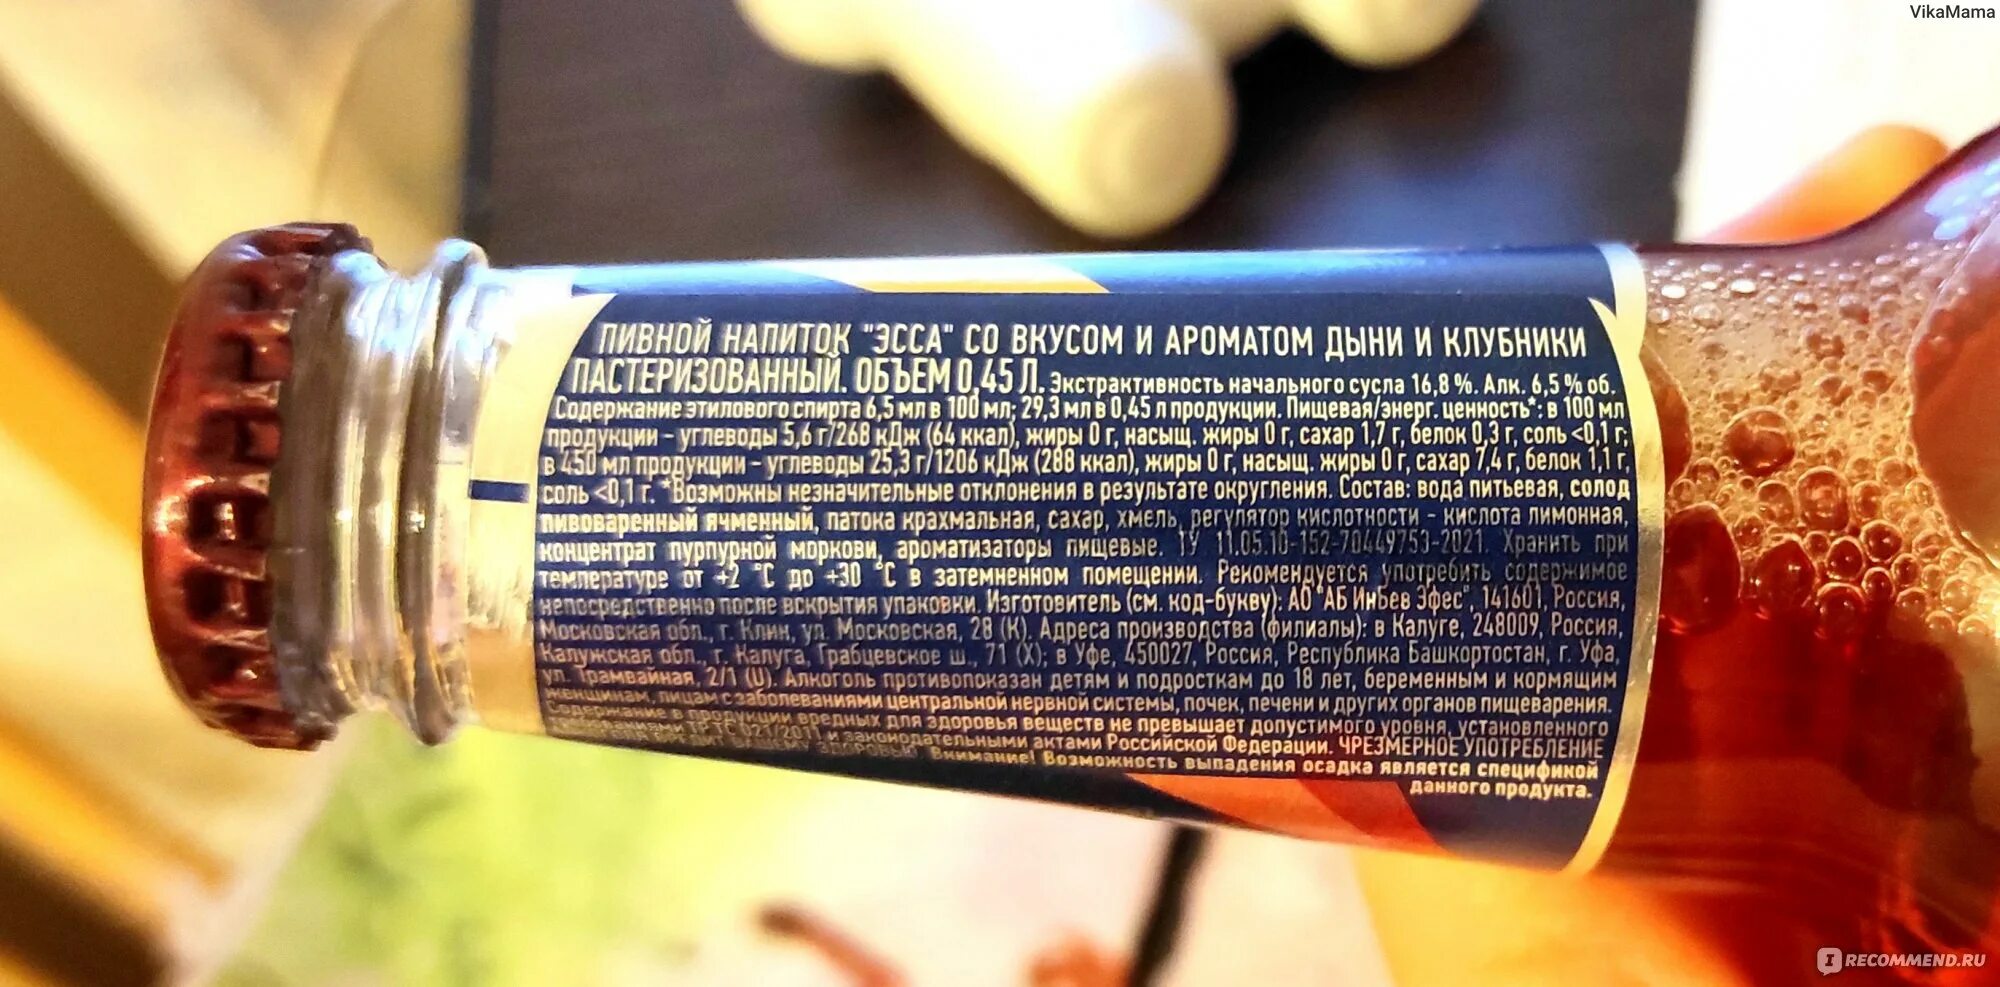 VikaMama
ПИВНОЙ НАПИТОК "ЭССА" СО ВКУСОМ И АРОМАТОМ ДЫНИ И КЛУБНИКИ
ПАСТЕРИЗОВАННЫЙ. ОБЪЕМ 0,45 Л. Экстрактивность начального сусла 16,8 %. Алк. 6,5 % об.
Содержание этилового спирта 6,5 мл в 100 мл; 29,3 мл в 0,45 л продукции. Пищевая/энерг. ценность*: в 100 мл
продукции – углеводы 5,6 г/268 кДж (64 ккал), жиры 0 г, насыщ. жиры 0 г, сахар 1,7 г, белок 0,3 г, соль <0,1 г;
в 450 мл продукции – углеводы 25,3 г/1206 кДж (288 ккал), жиры 0 г, насыщ. жиры 0 г, сахар 7,4 г, белок 1,1 г,
соль <0,1 г. *Возможны незначительные отклонения в результате округления. Состав: вода питьевая, солод
пивоваренный ячменный, патока крахмальная, сахар, хмель, регулятор кислотности – кислота лимонная,
концентрат пурпурной моркови, ароматизаторы пищевые. ТУ 11.05.10-152-70449753-2021. Хранить при
температуре от +2 °С до +30 °С в затемненном помещении. Рекомендуется употребить содержимое
непосредственно после вскрытия упаковки. Изготовитель (см. код-букву): АО "АБ ИнБев Эфес", 141601, Россия,
Московская обл., г. Клин, ул. Московская, 28 (К). Адреса производства (филиалы): в Калуге, 248009, Россия,
Калужская обл., г. Калуга, Грабцевское ш., 71 (Х); в Уфе, 450027, Россия, Республика Башкортостан, г. Уфа,
ул. Трамвайная, 2/1 (U). Алкоголь противопоказан детям и подросткам до 18 лет, беременным и кормящим
женщинам, лицам с заболеваниями центральной нервной системы, почек, печени и других органов пищеварения.
Содержание в продукции вредных для здоровья веществ не превышает допустимого уровня, установленного
ТР ТС 021/2011 и законодательными актами Российской Федерации. ЧРЕЗМЕРНОЕ УПОТРЕБЛЕНИЕ
ВАШЕМУ ЗДОРОВЬЮ! Внимание! Возможность выпадения осадка является спецификой
данного продукта.
IRECOMMEND.RU